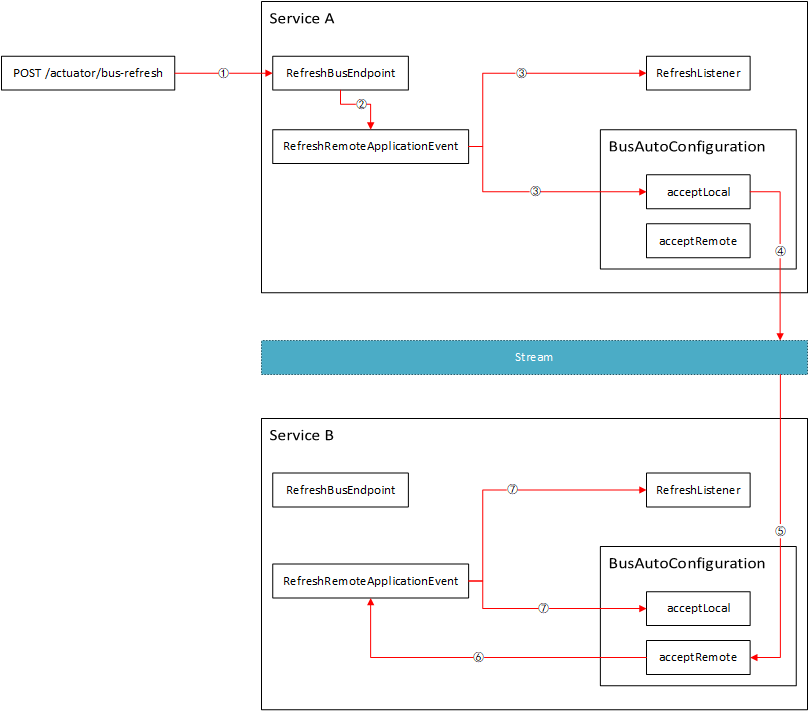 Service A
POST /actuator/bus-refresh
①
RefreshBusEndpoint
③
RefreshListener
②
RefreshRemoteApplicationEvent
BusAutoConfiguration
③
acceptLocal
acceptRemote
④
Stream
Service B
RefreshBusEndpoint
⑦
RefreshListener
⑤
BusAutoConfiguration
RefreshRemoteApplicationEvent
⑦
acceptLocal
⑥
acceptRemote